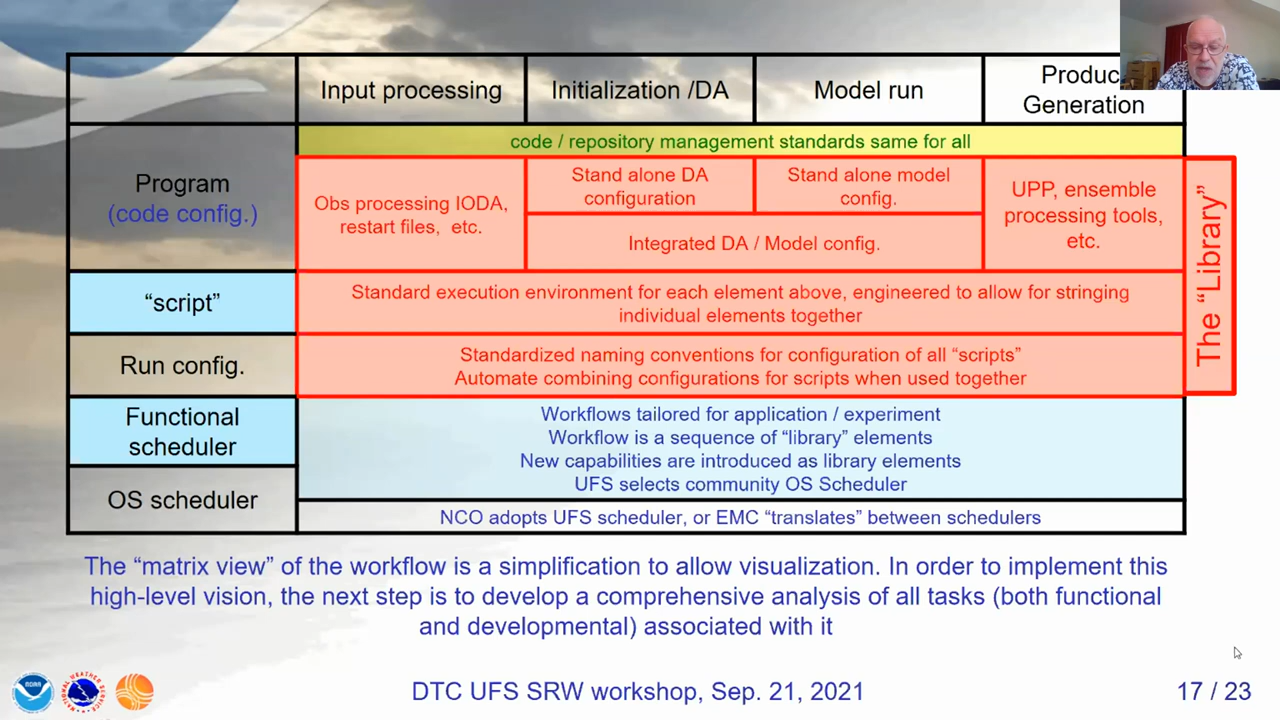 Input processing
Initialization /DA
Model run
Produc
Generation
Program
(code config.)
code / repository management standards same for all
Obs processing IODA,
restart files, etc.
Stand alone DA
configuration
Stand alone model
config.
Integrated DA / Model config.
UPP, ensemble
processing tools,
etc.
The “Library”
“script”
Standard execution environment for each element above, engineered to allow for stringing
individual elements together
Run config.
Standardized naming conventions for configuration of all “scripts”
Automate combining configurations for scripts when used together
Functional
scheduler
Workflows tailored for application / experiment
Workflow is a sequence of “library” elements
New capabilities are introduced as library elements
UFS selects community OS Scheduler
OS scheduler
NCO adopts UFS scheduler, or EMC “translates” between schedulers
The “matrix view” of the workflow is a simplification to allow visualization. In order to implement this
high-level vision, the next step is to develop a comprehensive analysis of all tasks (both functional
and developmental) associated with it
NOAA
NATIONAL WEATHER SERVICE
DTC UFS SRW workshop, Sep. 21, 2021
17 / 23